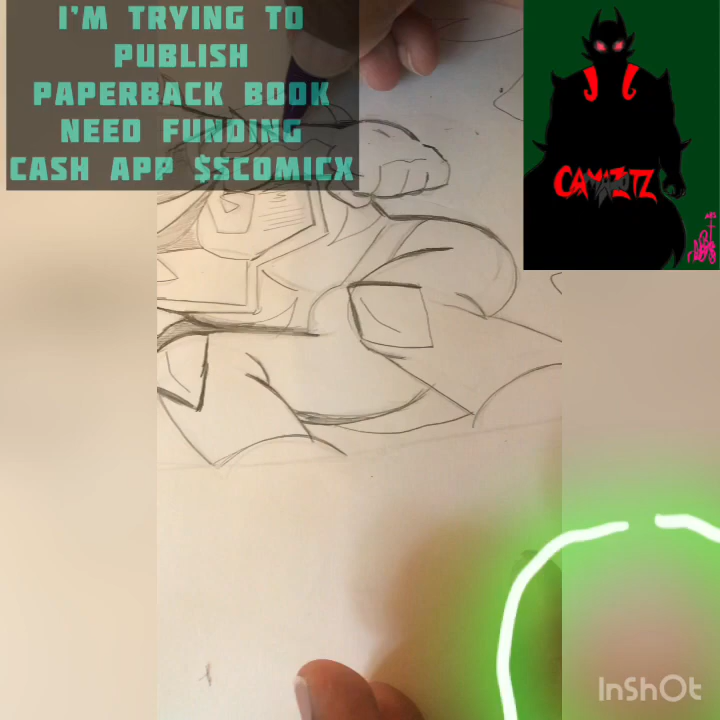 I'M TRYING TO
PUBLISH
PAPERBACK BOOK
NEED FUNDING
CASH APP $SCOMICX
CAMAZOTZ
InShOt